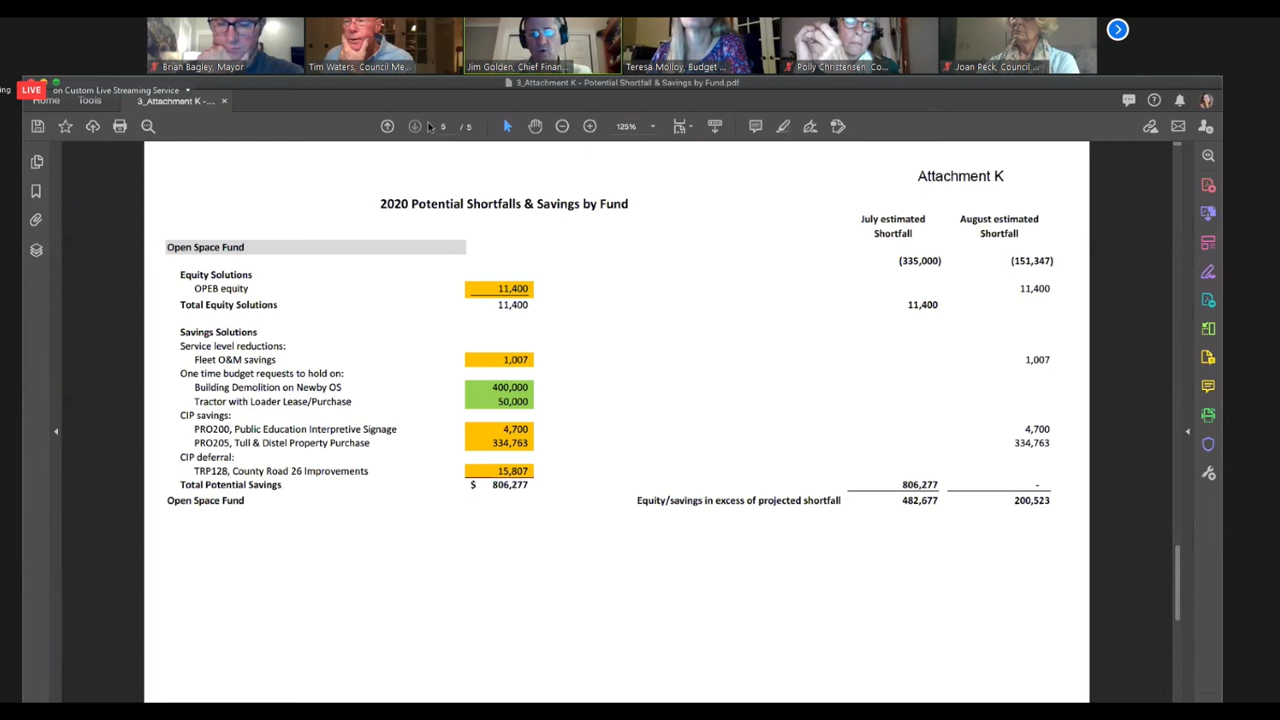 Brian Bagley, Mayor
Tim Waters, Council Me...
Jim Golden, Chief Finan...
Teresa Molloy, Budget ...
Polly Christensen, Co...
Joan Peck, Council ...
3_Attachment K - Potential Shortfall & Savings by Fund.pdf
LIVE on Custom Live Streaming Service
Home Tools 3_Attachment K -... ×
5 / 5 125%
Attachment K
2020 Potential Shortfalls & Savings by Fund
July estimated Shortfall
August estimated Shortfall
Open Space Fund
(335,000) (151,347)
Equity Solutions
OPEB equity 11,400 11,400
Total Equity Solutions 11,400 11,400
Savings Solutions
Service level reductions:
Fleet O&M savings 1,007 1,007
One time budget requests to hold on:
Building Demolition on Newby OS 400,000
Tractor with Loader Lease/Purchase 50,000
CIP savings:
PRO200, Public Education Interpretive Signage 4,700 4,700
PRO205, Tull & Distel Property Purchase 334,763 334,763
CIP deferral:
TRP128, County Road 26 Improvements 15,807
Total Potential Savings $ 806,277 806,277 -
Open Space Fund Equity/savings in excess of projected shortfall 482,677 200,523